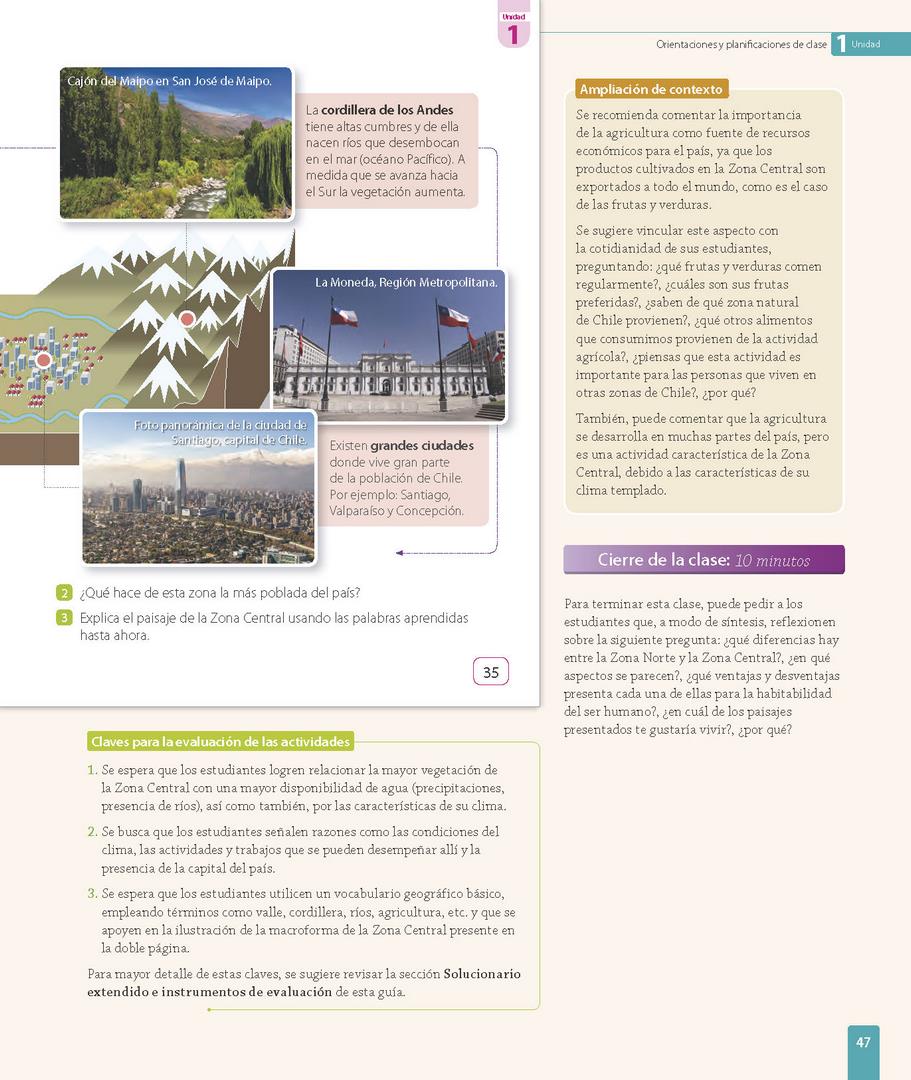 Unidad
1
Orientaciones y planificaciones de clase
1
Unidad
Cajón del Maipo en San José de Maipo.
La cordillera de los Andes
tiene altas cumbres y de ella
nacen ríos que desembocan
en el mar (océano Pacífico). A
medida que se avanza hacia
el Sur la vegetación aumenta.
La Moneda, Región Metropolitana.
Foto panorámica de la ciudad de
Santiago, capital de Chile.
Existen grandes ciudades
donde vive gran parte
de la población de Chile.
Por ejemplo: Santiago,
Valparaíso y Concepción.
2 ¿Qué hace de esta zona la más poblada del país?
3 Explica el paisaje de la Zona Central usando las palabras aprendidas
hasta ahora.
35
Claves para la evaluación de las actividades
1. Se espera que los estudiantes logren relacionar la mayor vegetación de
la Zona Central con una mayor disponibilidad de agua (precipitaciones,
presencia de ríos), así como también, por las características de su clima.
2. Se busca que los estudiantes señalen razones como las condiciones del
clima, las actividades y trabajos que se pueden desempeñar allí y la
presencia de la capital del país.
3. Se espera que los estudiantes utilicen un vocabulario geográfico básico,
empleando términos como valle, cordillera, ríos, agricultura, etc. y que se
apoyen en la ilustración de la macroforma de la Zona Central presente en
la doble página.
Para mayor detalle de estas claves, se sugiere revisar la sección Solucionario
extendido e instrumentos de evaluación de esta guía.
Ampliación de contexto
Se recomienda comentar la importancia
de la agricultura como fuente de recursos
económicos para el país, ya que los
productos cultivados en la Zona Central son
exportados a todo el mundo, como es el caso
de las frutas y verduras.
Se sugiere vincular este aspecto con
la cotidianidad de sus estudiantes,
preguntando: ¿qué frutas y verduras comen
regularmente?, ¿cuáles son sus frutas
preferidas?, ¿saben de qué zona natural
de Chile provienen?, ¿qué otros alimentos
que consumimos provienen de la actividad
agrícola?, ¿piensas que esta actividad es
importante para las personas que viven en
otras zonas de Chile?, ¿por qué?
También, puede comentar que la agricultura
se desarrolla en muchas partes del país, pero
es una actividad característica de la Zona
Central, debido a las características de su
clima templado.
Cierre de la clase: 10 minutos
Para terminar esta clase, puede pedir a los
estudiantes que, a modo de síntesis, reflexionen
sobre la siguiente pregunta: ¿qué diferencias hay
entre la Zona Norte y la Zona Central?, ¿en qué
aspectos se parecen?, ¿qué ventajas y desventajas
presenta cada una de ellas para la habitabilidad
del ser humano?, ¿en cuál de los paisajes
presentados te gustaría vivir?, ¿por qué?
47